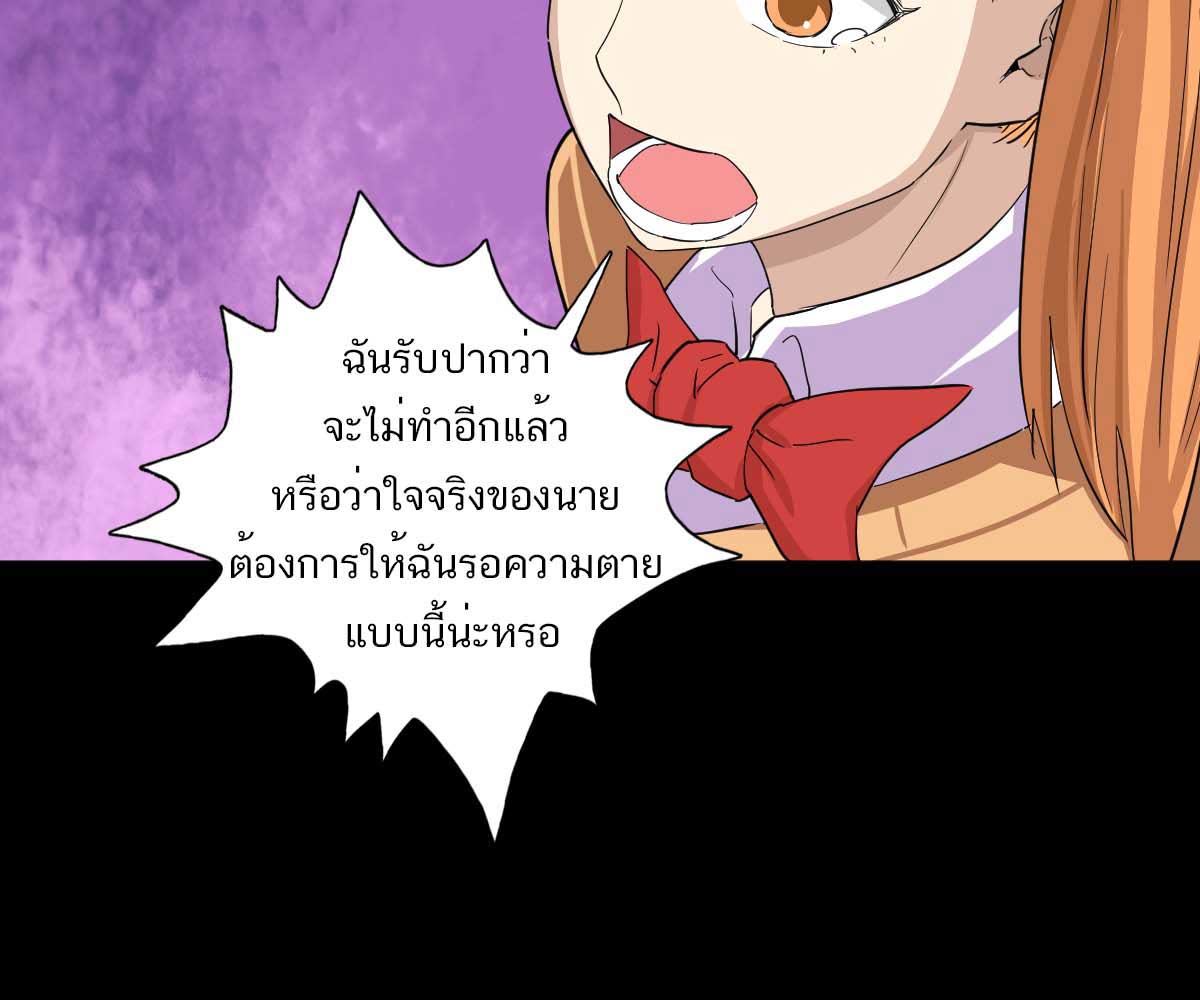 ฉันรับปากว่า
จะไม่ทำอีกแล้ว
หรือว่าใจจริงของนาย
ต้องการให้ฉันรอความตาย
แบบนี้น่ะหรอ